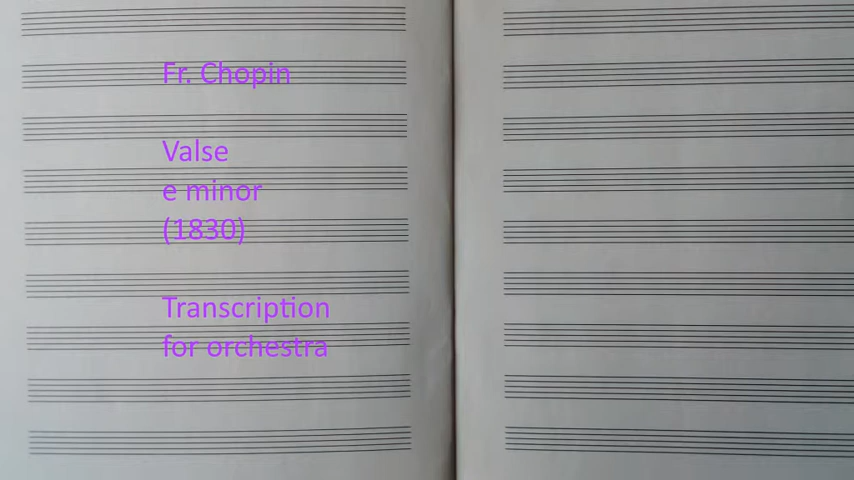 Fr. Chopin
Valse
e minor
(1830)
Transcription
for orchestra